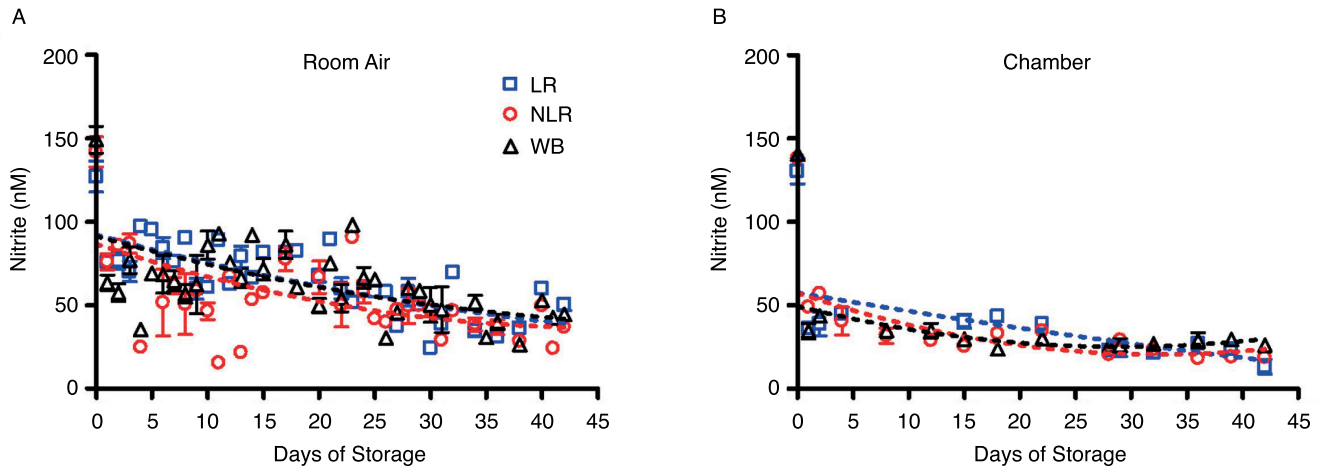 A
Room Air
Nitrite (nM)
200
150
100
50
0
LR
NLR
WB
0 5 10 15 20 25 30 35 40 45
Days of Storage
B
Chamber
Nitrite (nM)
200
150
100
50
0
0 5 10 15 20 25 30 35 40 45
Days of Storage